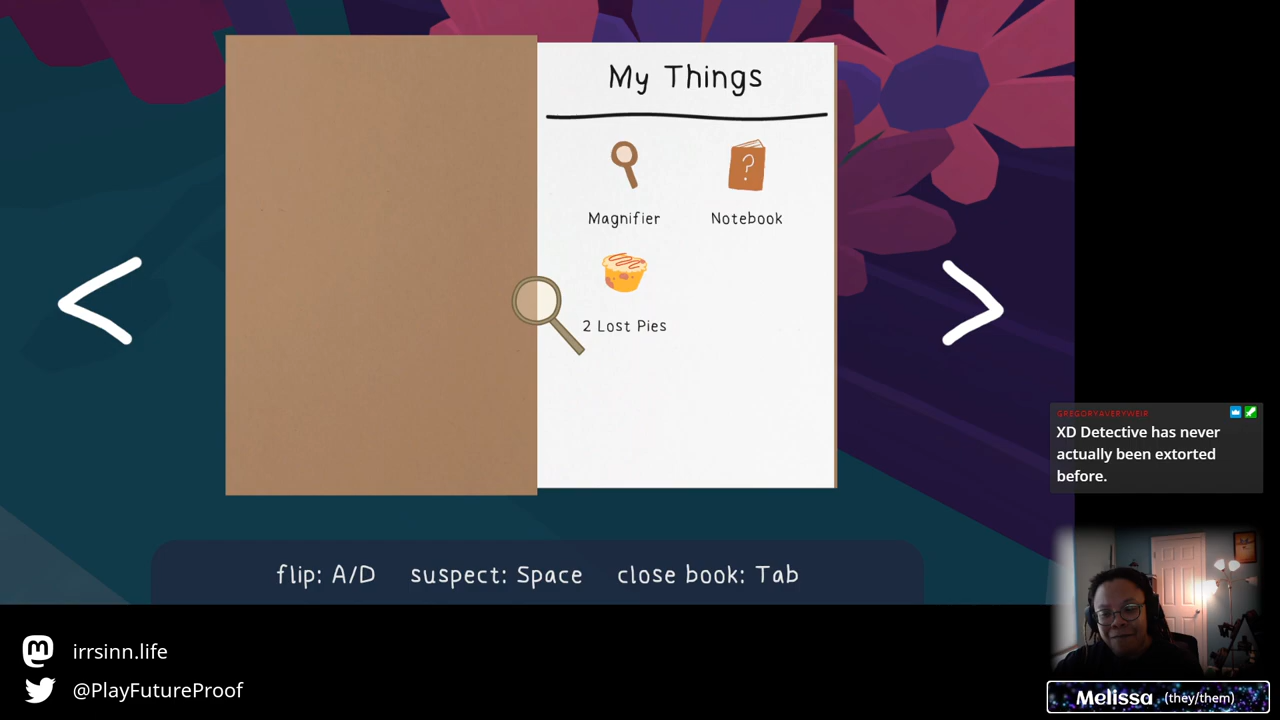 My Things
?
Magnifier
Notebook
2 Lost Pies
flip: A/D suspect: Space close book: Tab
GREGORYAVERYWEIR
XD Detective has never
actually been extorted
before.
irrsinn.life
@PlayFutureProof
Melissa (they/them)